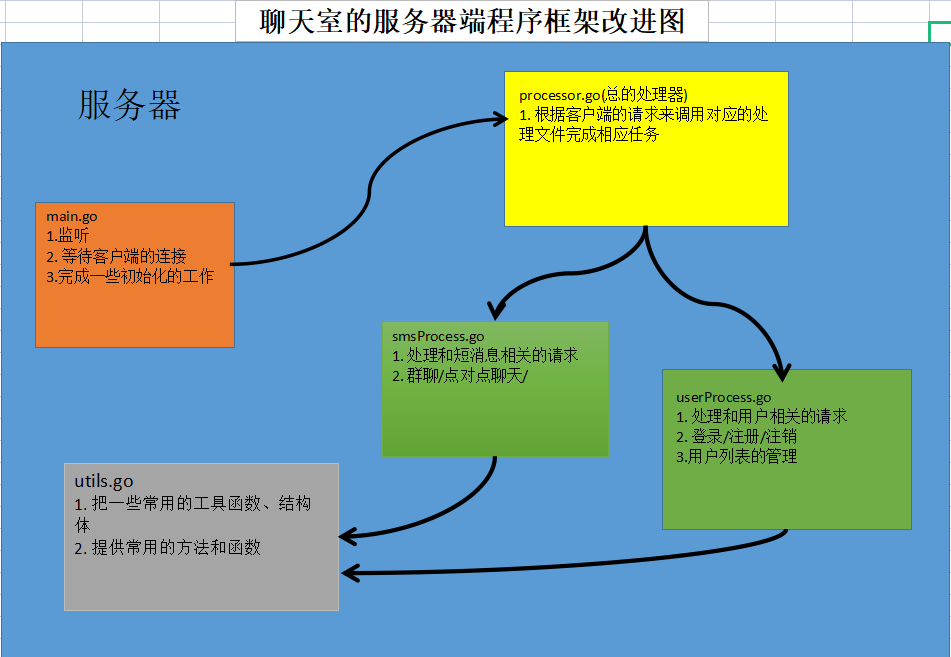 聊天室的服务器端程序框架改进图
服务器
processor.go(总的处理器)
1. 根据客户端的请求来调用对应的处
理文件完成相应任务
main.go
1.监听
2. 等待客户端的连接
3.完成一些初始化的工作
smsProcess.go
1. 处理和短消息相关的请求
2. 群聊/点对点聊天/
userProcess.go
1. 处理和用户相关的请求
2. 登录/注册/注销
3.用户列表的管理
utils.go
1. 把一些常用的工具函数、结构
体
2. 提供常用的方法和函数